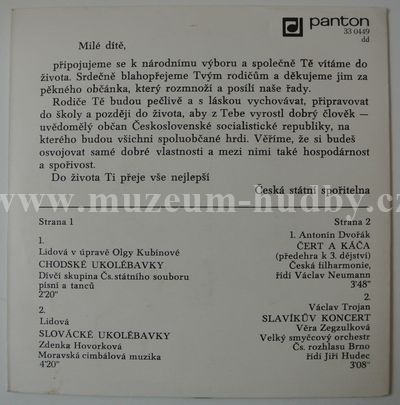 panton
33 0449
dd
Milé dítě,
připojujeme se k národnímu výboru a společně Tě vítáme do
života. Srdečně blahopřejeme Tvým rodičům a děkujeme jim za
pěkného občánka, který rozmnoží a posílí naše řady.
Rodiče Tě budou pečlivě a s láskou vychovávat, připravovat
do školy a později do života, aby z Tebe vyrostl dobrý člověk —
uvědomělý občan Československé socialistické republiky, na
kterého budou všichni spoluobčané hrdi. Věříme, že si budeš
osvojovat samé dobré vlastnosti a mezi nimi také hospodárnost
a spořivost.
Do života Ti přeje vše nejlepší
Česká státní spořitelna
www.muzeum-hudby.cz
Strana 1
1.
Lidová v úpravě Olgy Kubínové
CHODSKÉ UKOLÉBAVKY
Dívčí skupina Čs. státního souboru
písní a tanců
2'20"
2.
Lidová
SLOVÁCKÉ UKOLÉBAVKY
Zdenka Hovorková
Moravská cimbálová muzika
4'20"
Strana 2
1. Antonín Dvořák
ČERT A KÁČA
(předehra k 3. dějství)
Česká filharmonie,
řídí Václav Neumann
3'48"
2.
Václav Trojan
SLAVÍKŮV KONCERT
Věra Zegzulková
Velký smyčcový orchestr
Čs. rozhlasu Brno
řídí Jiří Hudec
3'08"